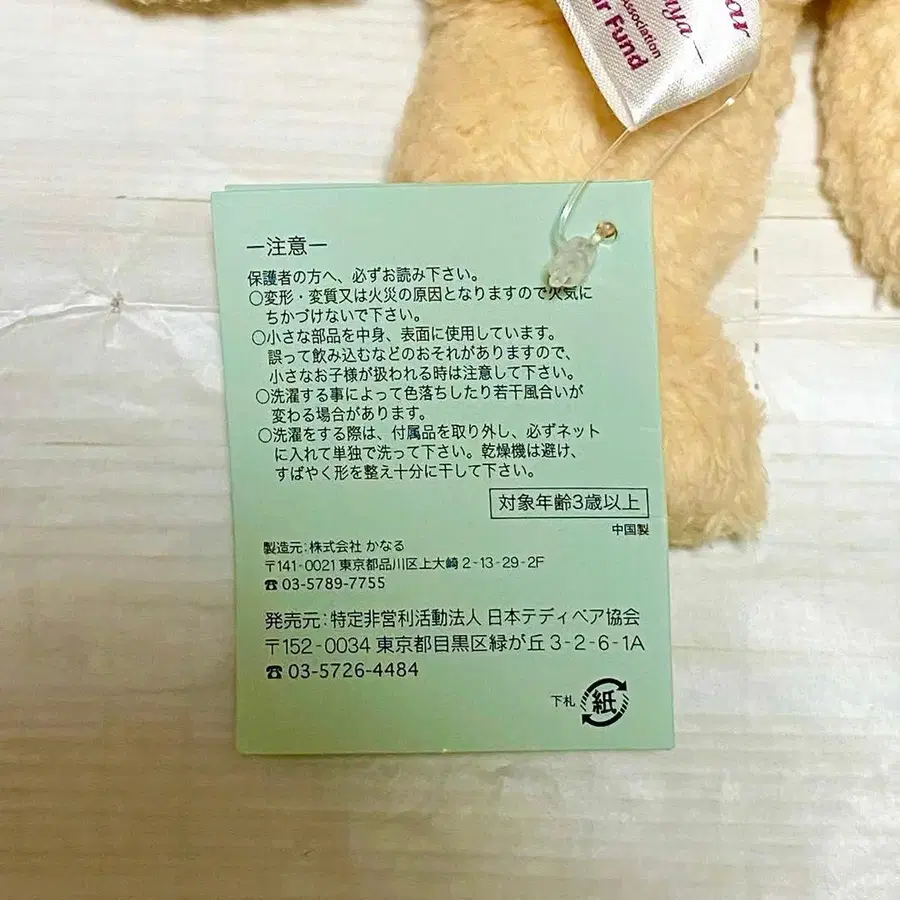 ar
uya —
Association
r Fund
ー注意ー
保護者の方へ、必ずお読み下さい。
○変形・変質又は火災の原因となりますので火気に
ちかづけないで下さい。
○小さな部品を中身、表面に使用しています。
誤って飲み込むなどのおそれがありますので、
小さなお子様が扱われる時は注意して下さい。
○洗濯する事によって色落ちしたり若干風合いが
変わる場合があります。
○洗濯をする際は、付属品を取り外し、必ずネット
に入れて単独で洗って下さい。乾燥機は避け、
すばやく形を整え十分に干して下さい。
対象年齢3歳以上
中国製
製造元:株式会社 かなる
〒141-0021 東京都品川区上大崎 2-13-29-2F
☎ 03-5789-7755
発売元:特定非営利活動法人 日本テディベア協会
〒152-0034 東京都目黒区緑が丘 3-2-6-1A
☎ 03-5726-4484
下札 紙